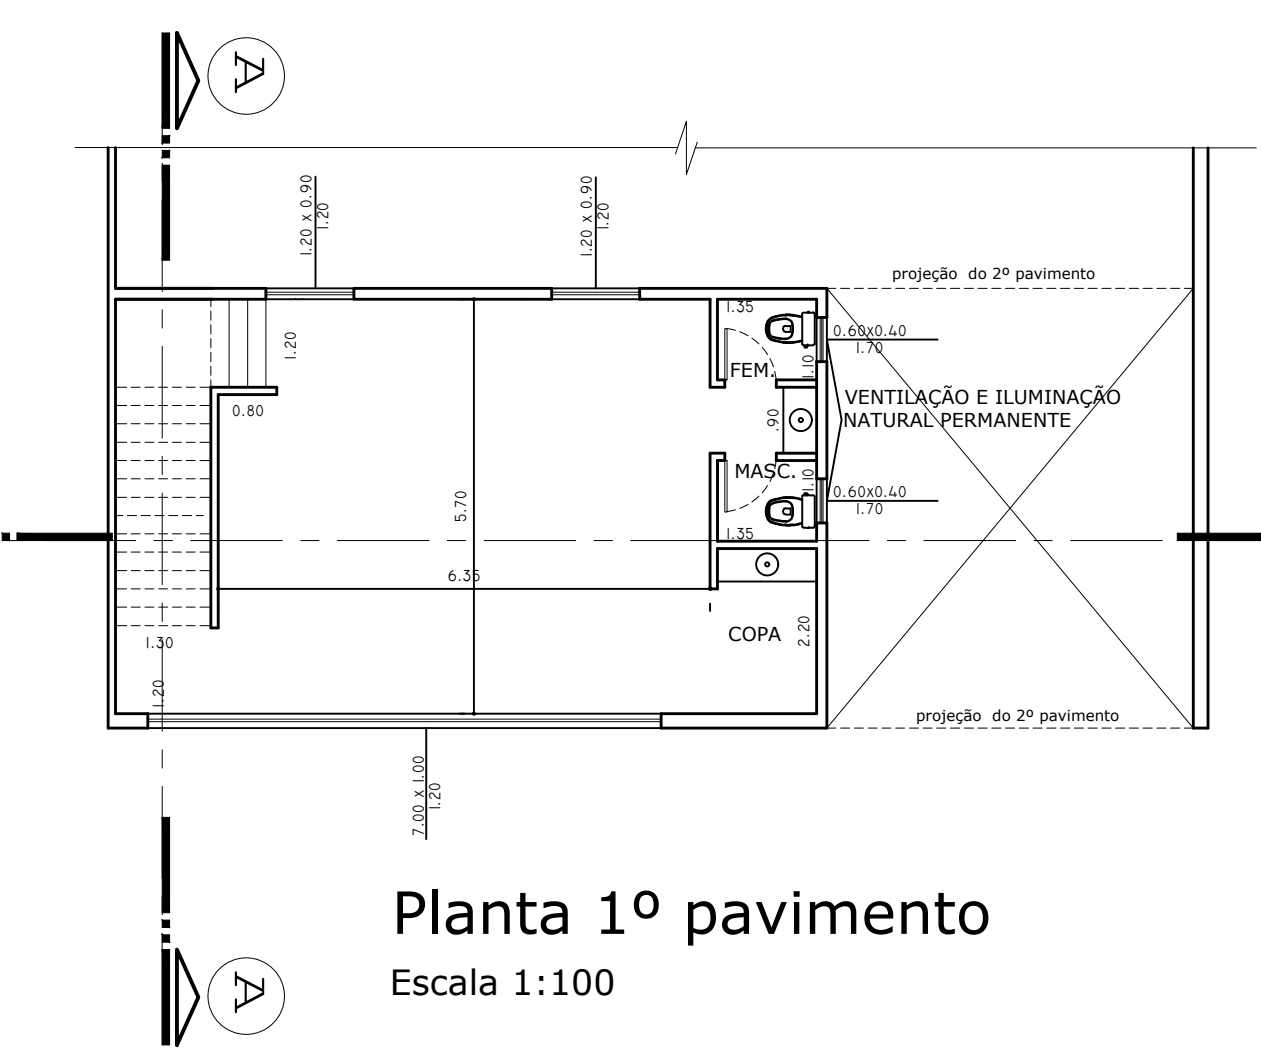 A
1.20 x 0.90
1.20
1.20 x 0.90
1.20
projeção do 2º pavimento
1.35
0.60x0.40
1.70
1.20
1.10
FEM.
0.80
VENTILAÇÃO E ILUMINAÇÃO
NATURAL PERMANENTE
.90
MASC.
1.10
0.60x0.40
1.70
5.70
1.35
6.35
COPA
2.20
1.30
1.20
projeção do 2º pavimento
7.00 x 1.00
1.20
Planta 1º pavimento
Escala 1:100
A